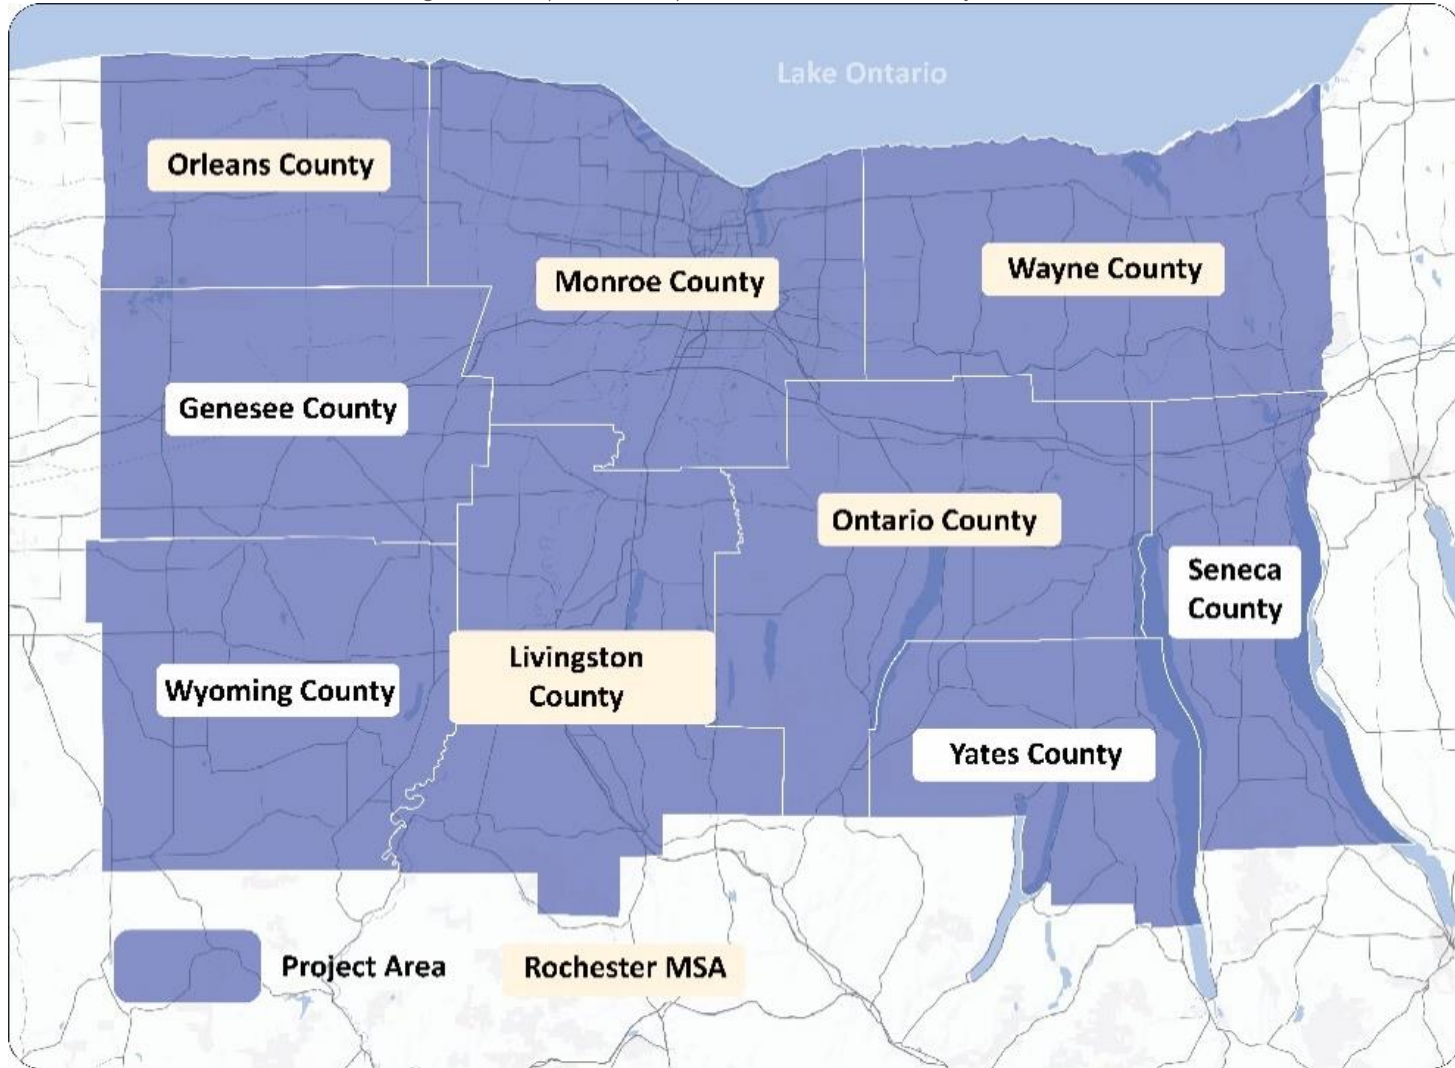 Lake Ontario
Orleans County
Monroe County
Wayne County
Genesee County
Ontario County
Seneca
County
Livingston
County
Wyoming County
Yates County
Project Area
Rochester MSA